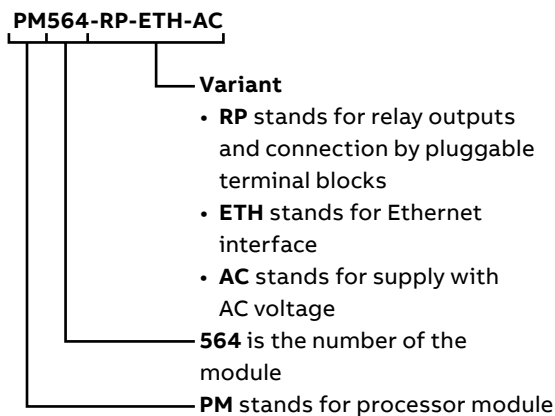 PM564-RP-ETH-AC
Variant
• RP stands for relay outputs
and connection by pluggable
terminal blocks
• ETH stands for Ethernet
interface
• AC stands for supply with
AC voltage
564 is the number of the
module
PM stands for processor module